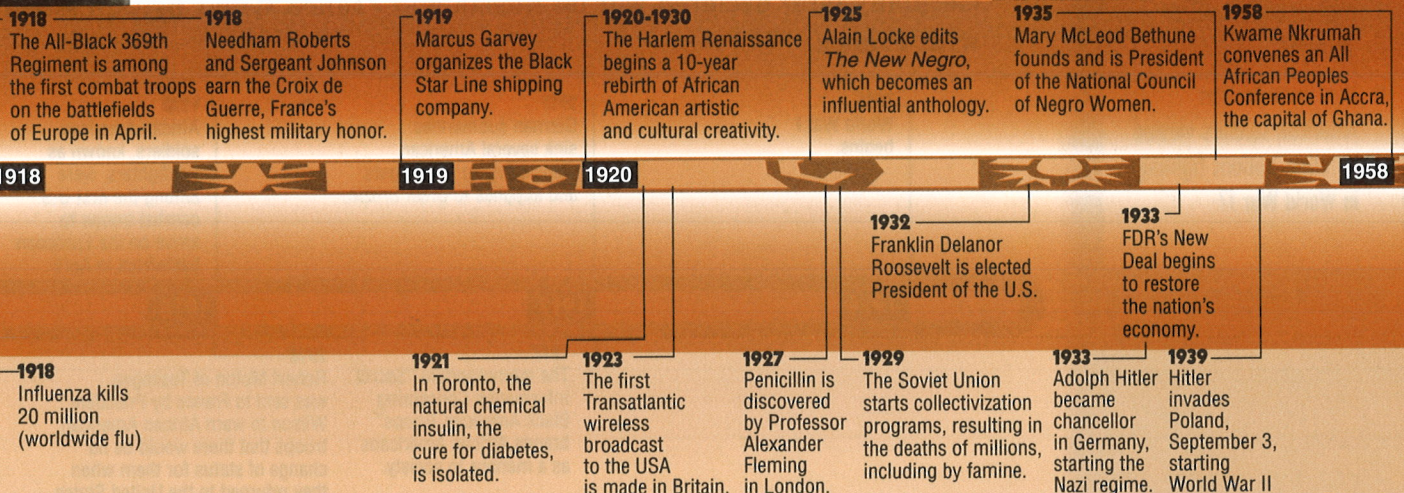 1918
The All-Black 369th
Regiment is among
the first combat troops
on the battlefields
of Europe in April.
1918
Needham Roberts
and Sergeant Johnson
earn the Croix de
Guerre, France's
highest military honor.
1919
Marcus Garvey
organizes the Black
Star Line shipping
company.
1920-1930
The Harlem Renaissance
begins a 10-year
rebirth of African
American artistic
and cultural creativity.
1925
Alain Locke edits
The New Negro,
which becomes an
influential anthology.
1935
Mary McLeod Bethune
founds and is President
of the National Council
of Negro Women.
1958
Kwame Nkrumah
convenes an All
African Peoples
Conference in Accra,
the capital of Ghana.
1918
1919
1920
1958
1932
Franklin Delanor
Roosevelt is elected
President of the U.S.
1933
FDR's New
Deal begins
to restore
the nation's
economy.
1918
Influenza kills
20 million
(worldwide flu)
1921
In Toronto, the
natural chemical
insulin, the
cure for diabetes,
is isolated.
1923
The first
Transatlantic
wireless
broadcast
to the USA
is made in Britain.
1927
Penicillin is
discovered
by Professor
Alexander
Fleming
in London.
1929
The Soviet Union
starts collectivization
programs, resulting in
the deaths of millions,
including by famine.
1933
Adolph Hitler
became
chancellor
in Germany,
starting the
Nazi regime.
1939
Hitler
invades
Poland,
September 3,
starting
World War II